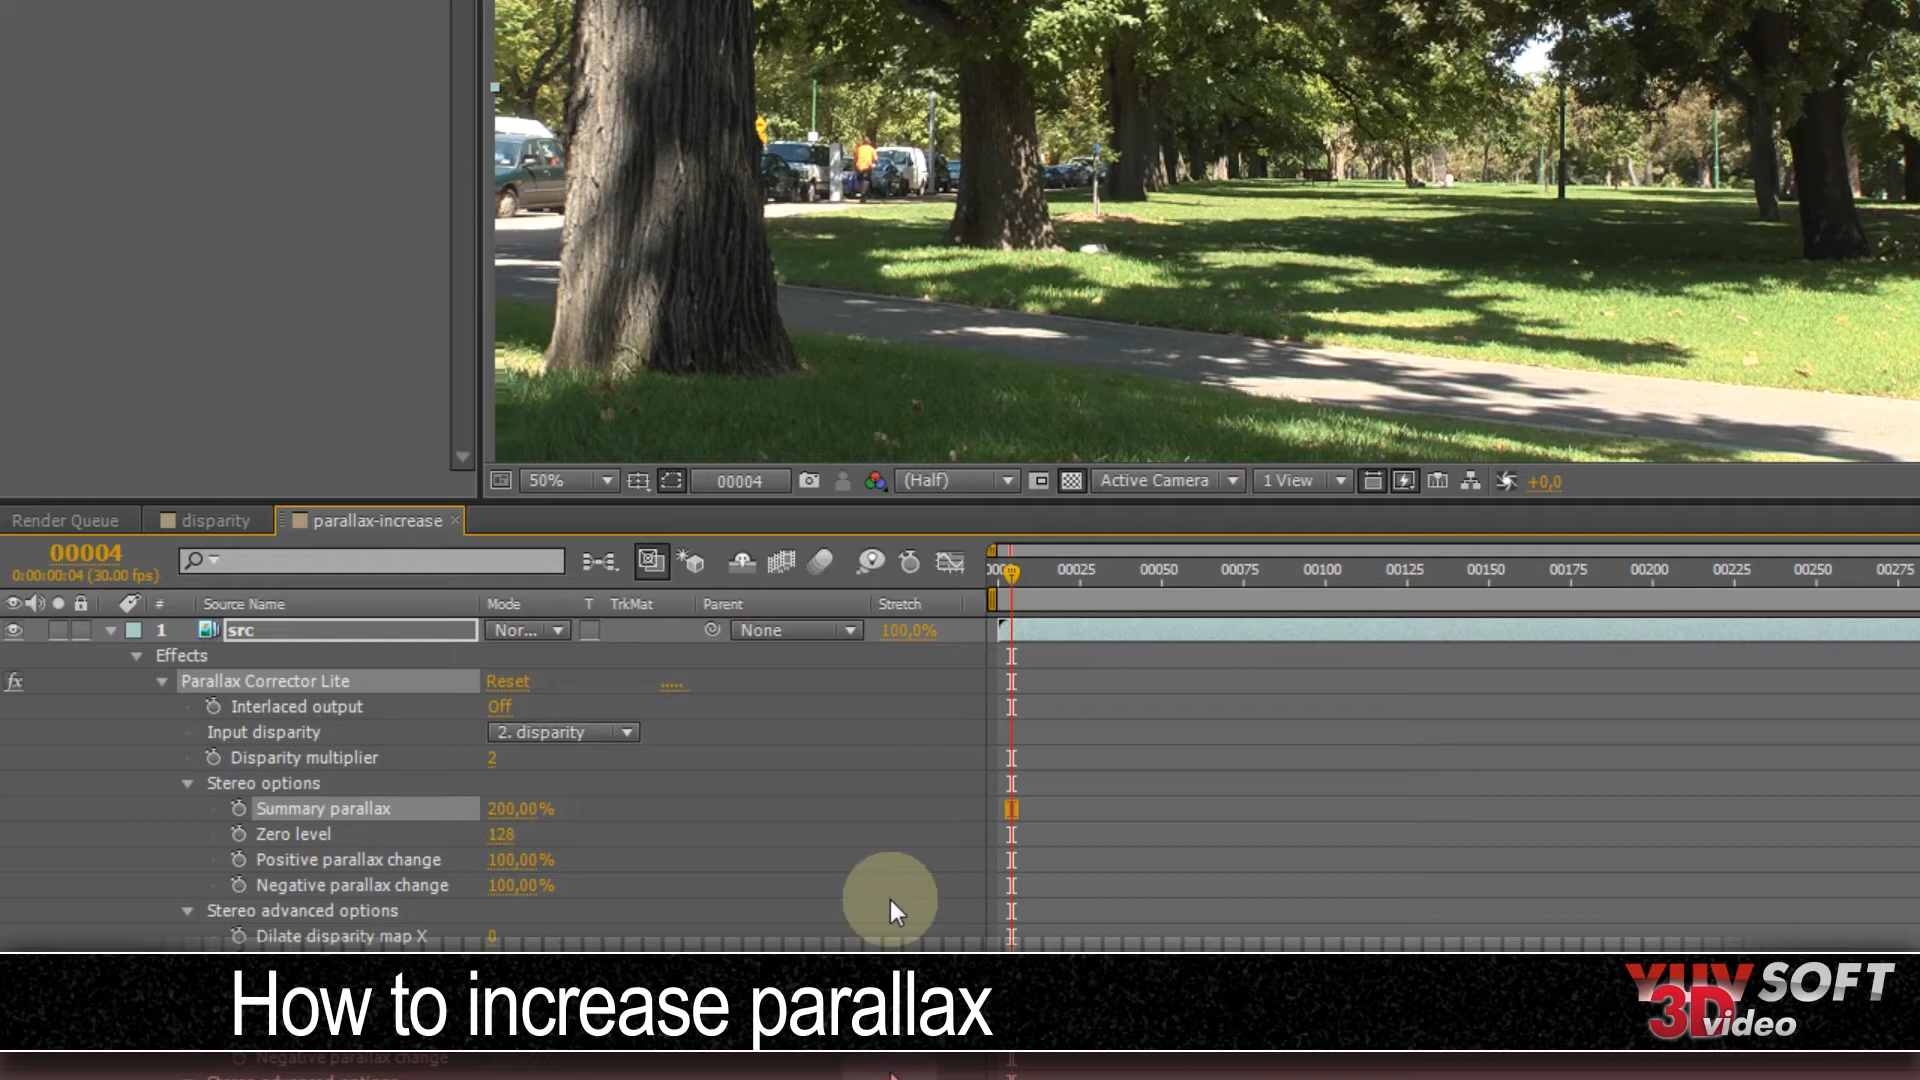 50%
00004
(Half)
Active Camera
1 View
+0,0
Render Queue
disparity
parallax-increase
00004
0:00:00:04 (30.00 fps)
00025 00050 00075 00100 00125 00150 00175 00200 00225 00250 00275
# Source Name Mode T TrkMat Parent Stretch
1 src Nor... None 100,0%
Effects
fx Parallax Corrector Lite Reset .....
Interlaced output Off
Input disparity 2. disparity
Disparity multiplier 2
Stereo options
Summary parallax 200,00%
Zero level 128
Positive parallax change 100,00%
Negative parallax change 100,00%
Stereo advanced options
Dilate disparity map X 0
How to increase parallax
YUVSOFT
3D video
Negative parallax change